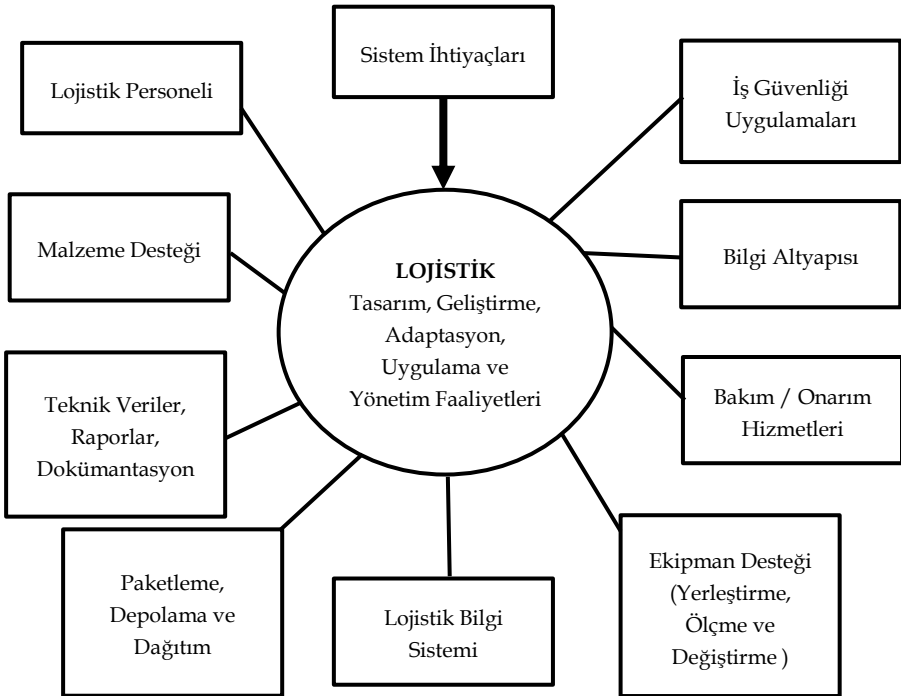 Sistem İhtiyaçları
Lojistik Personeli
İş Güvenliği
Uygulamaları
Malzeme Desteği
Bilgi Altyapısı
LOJİSTİK
Tasarım, Geliştirme,
Adaptasyon,
Uygulama ve
Yönetim Faaliyetleri
Teknik Veriler,
Raporlar,
Dokümantasyon
Bakım / Onarım
Hizmetleri
Paketleme,
Depolama ve
Dağıtım
Lojistik Bilgi
Sistemi
Ekipman Desteği
(Yerleştirme,
Ölçme ve
Değiştirme )